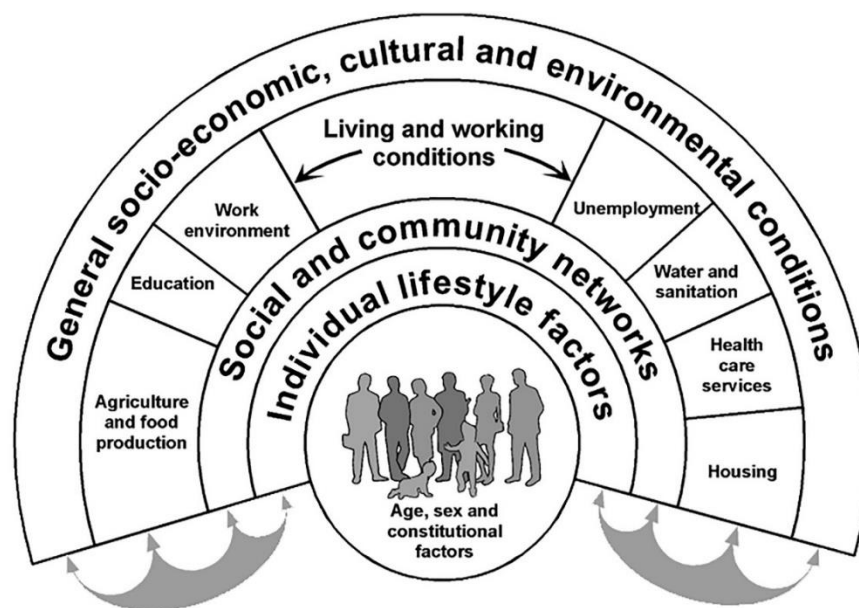 General socio-economic, cultural and environmental conditions
Living and working
conditions
Work
environment
Education
Agriculture
and food
production
Unemployment
Water and
sanitation
Health
care
services
Housing
Social and community networks
Individual lifestyle factors
Age, sex and
constitutional
factors